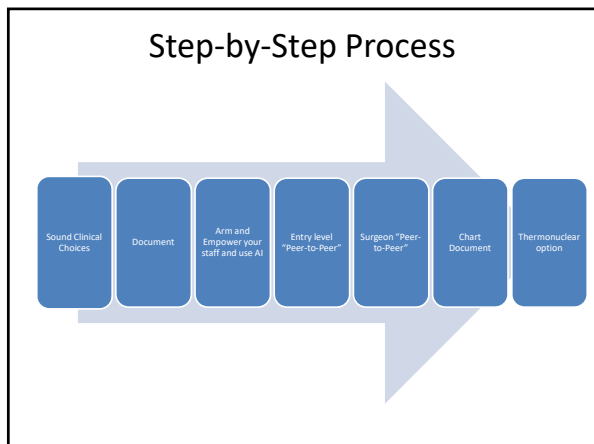 Step-by-Step Process
Sound Clinical
Choices
Document
Arm and
Empower your
staff and use AI
Entry level
“Peer-to-Peer”
Surgeon “Peer-
to-Peer”
Chart
Document
Thermonuclear
option